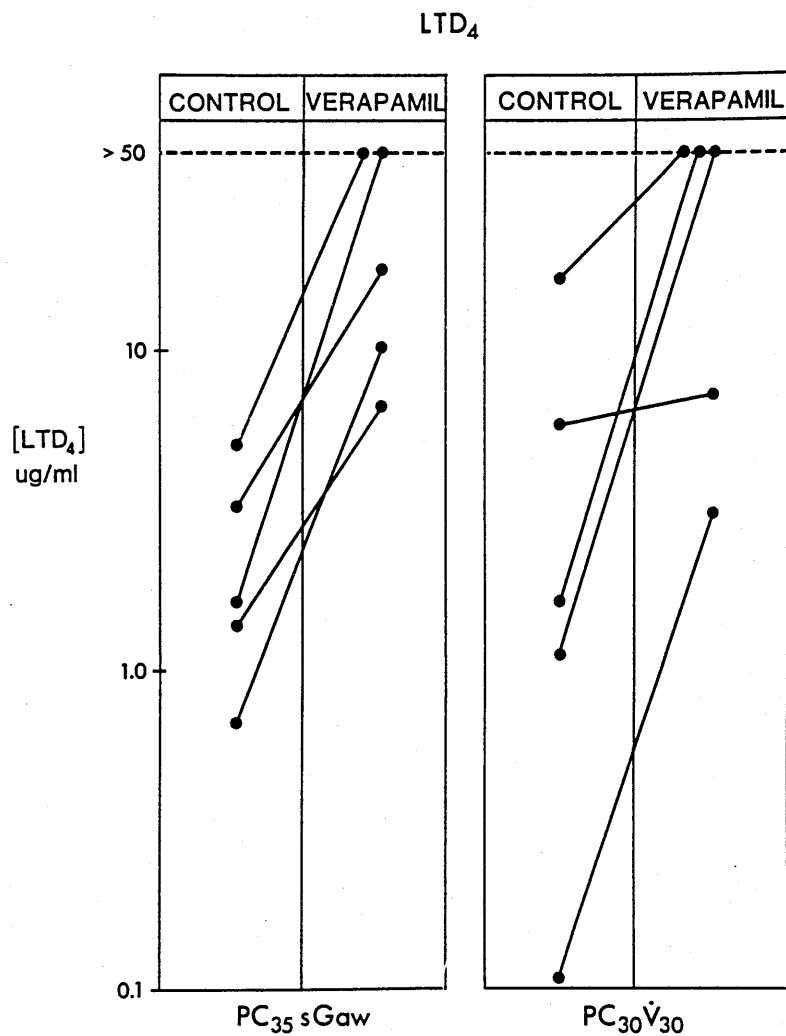 LTD₄
CONTROL VERAPAMIL CONTROL VERAPAMIL
> 50
10
[LTD₄]
ug/ml
1.0
0.1
PC₃₅ sGaw PC₃₀V̇₃₀